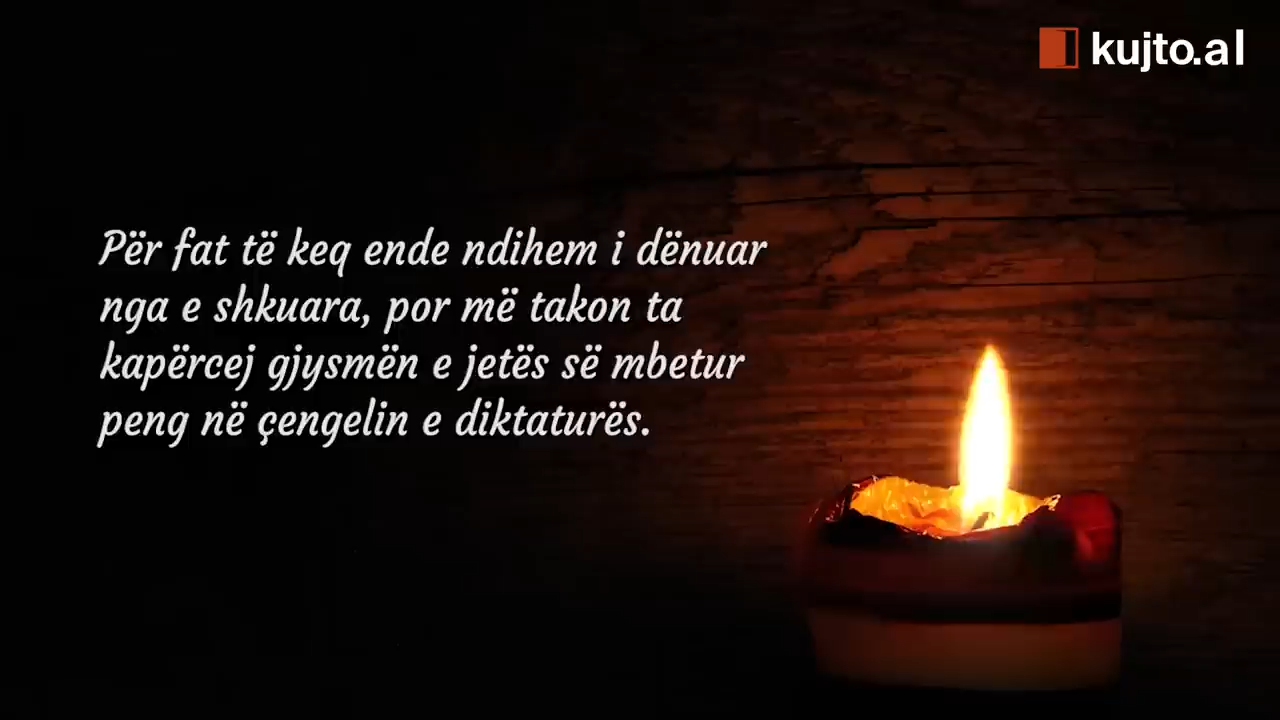 kujto.al
Për fat të keq ende ndihem i dënuar
nga e shkuara, por më takon ta
kapërcej gjysmën e jetës së mbetur
peng në çengelin e diktaturës.